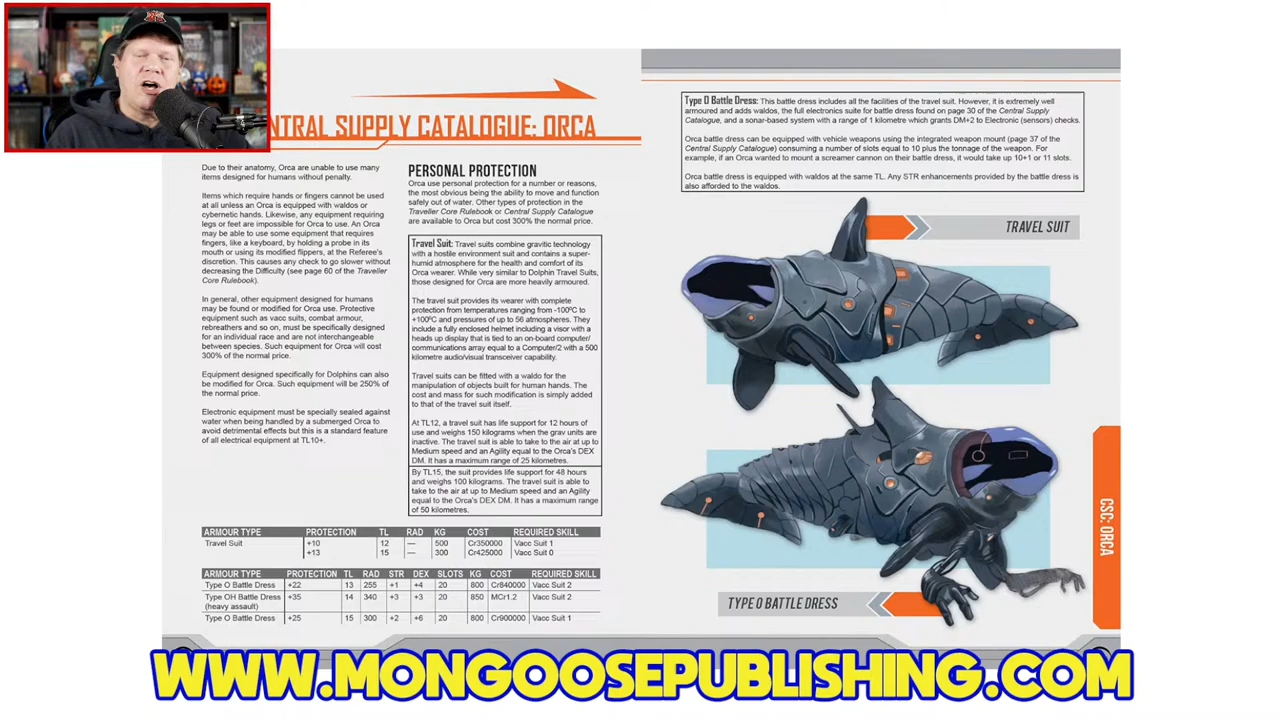 NTRAL SUPPLY CATALOGUE: ORCA
Due to their anatomy, Orca are unable to use many
items designed for humans without penalty.
Items which require hands or fingers cannot be used
at all unless an Orca is equipped with waldos or
cybernetic hands. Likewise, any equipment requiring
legs or feet are impossible for Orca to use. An Orca
may be able to use some equipment that requires
fingers, like a keyboard, by holding a probe in its
mouth or using its modified flippers, at the Referee's
discretion. This causes any check to go slower without
decreasing the Difficulty (see page 60 of the Traveller
Core Rulebook).
In general, other equipment designed for humans
may be found or modified for Orca use. Protective
equipment such as vacc suits, combat armour,
rebreathers and so on, must be specifically designed
for an individual race and are not interchangeable
between species. Such equipment for Orca will cost
300% of the normal price.
Equipment designed specifically for Dolphins can also
be modified for Orca. Such equipment will be 250% of
the normal price.
Electronic equipment must be specially sealed against
water when being handled by a submerged Orca to
avoid detrimental effects but this is a standard feature
of all electrical equipment at TL10+.
PERSONAL PROTECTION
Orca use personal protection for a number or reasons,
the most obvious being the ability to move and function
safely out of water. Other types of protection in the
Traveller Core Rulebook or Central Supply Catalogue
are available to Orca but cost 300% the normal price.
Travel Suit: Travel suits combine gravitic technology
with a hostile environment suit and contains a super-
humid atmosphere for the health and comfort of its
Orca wearer. While very similar to Dolphin Travel Suits,
those designed for Orca are more heavily armoured.
The travel suit provides its wearer with complete
protection from temperatures ranging from -100ºC to
+100ºC and pressures of up to 56 atmospheres. They
include a fully enclosed helmet including a visor with a
heads up display that is tied to an on-board computer/
communications array equal to a Computer/2 with a 500
kilometre audio/visual transceiver capability.
Travel suits can be fitted with a waldo for the
manipulation of objects built for human hands. The
cost and mass for such modification is simply added
to that of the travel suit itself.
At TL12, a travel suit has life support for 12 hours of
use and weighs 150 kilograms when the grav units are
inactive. The travel suit is able to take to the air at up to
Medium speed and an Agility equal to the Orca's DEX
DM. It has a maximum range of 25 kilometres.
By TL15, the suit provides life support for 48 hours
and weighs 100 kilograms. The travel suit is able to
take to the air at up to Medium speed and an Agility
equal to the Orca's DEX DM. It has a maximum range
of 50 kilometres.
ARMOUR TYPE PROTECTION TL RAD KG COST REQUIRED SKILL
Travel Suit +10 12 — 500 Cr350000 Vacc Suit 1
+13 15 — 300 Cr425000 Vacc Suit 0
ARMOUR TYPE PROTECTION TL RAD STR DEX SLOTS KG COST REQUIRED SKILL
Type O Battle Dress +22 13 255 +1 +4 20 800 Cr840000 Vacc Suit 2
Type OH Battle Dress +35 14 340 +3 +3 20 850 MCr1.2 Vacc Suit 2
(heavy assault)
Type O Battle Dress +25 15 300 +2 +6 20 800 Cr900000 Vacc Suit 1
Type O Battle Dress: This battle dress includes all the facilities of the travel suit. However, it is extremely well
armoured and adds waldos, the full electronics suite for battle dress found on page 30 of the Central Supply
Catalogue, and a sonar-based system with a range of 1 kilometre which grants DM+2 to Electronic (sensors) checks.
Orca battle dress can be equipped with vehicle weapons using the integrated weapon mount (page 37 of the
Central Supply Catalogue) consuming a number of slots equal to 10 plus the tonnage of the weapon. For
example, if an Orca wanted to mount a screamer cannon on their battle dress, it would take up 10+1 or 11 slots.
Orca battle dress is equipped with waldos at the same TL. Any STR enhancements provided by the battle dress is
also afforded to the waldos.
TRAVEL SUIT
TYPE O BATTLE DRESS
CSC: ORCA
WWW.MONGOOSEPUBLISHING.COM